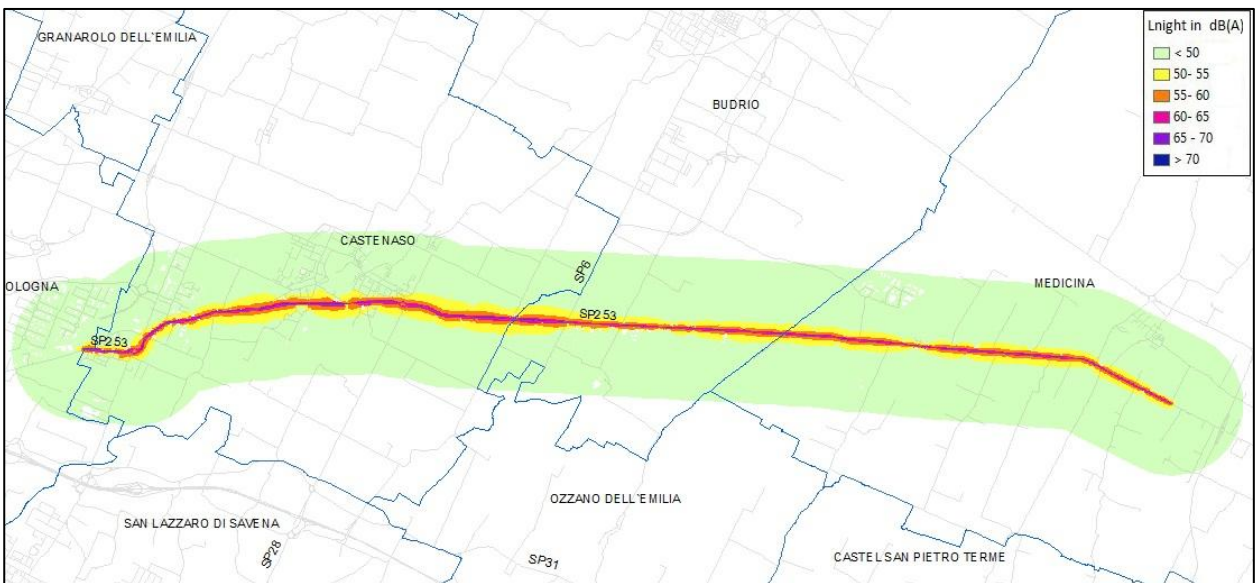 GRANAROLO DELL'EMILIA
BUDRIO
Lnight in dB(A)
< 50
50- 55
55- 60
60- 65
65 - 70
> 70
CASTENASO
SP6
MEDICINA
OLOGNA
SP253
SP253
OZZANO DELL'EMILIA
SAN LAZZARO DI SAVENA
SP28
SP31
CASTEL SAN PIETRO TERME